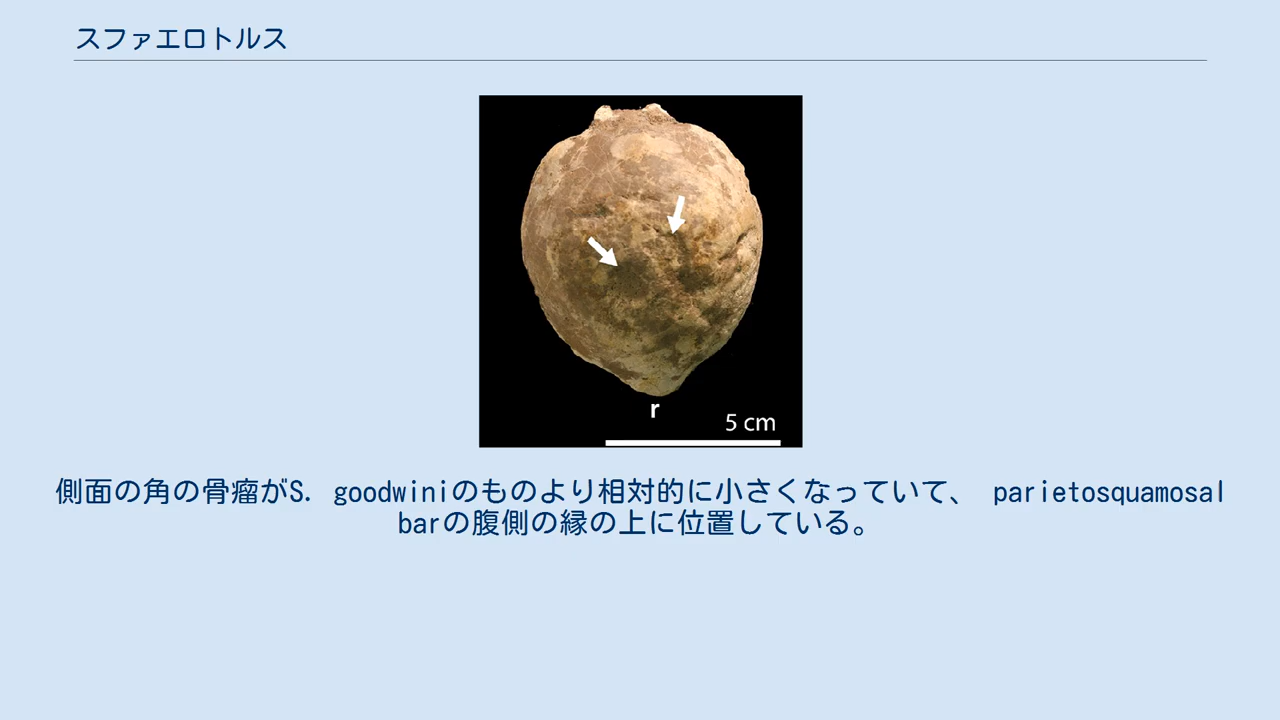 スファエロトルス
r
5 cm
側面の角の骨瘤がS. goodwiniのものより相対的に小さくなっていて、 parietosquamosal
barの腹側の縁の上に位置している。